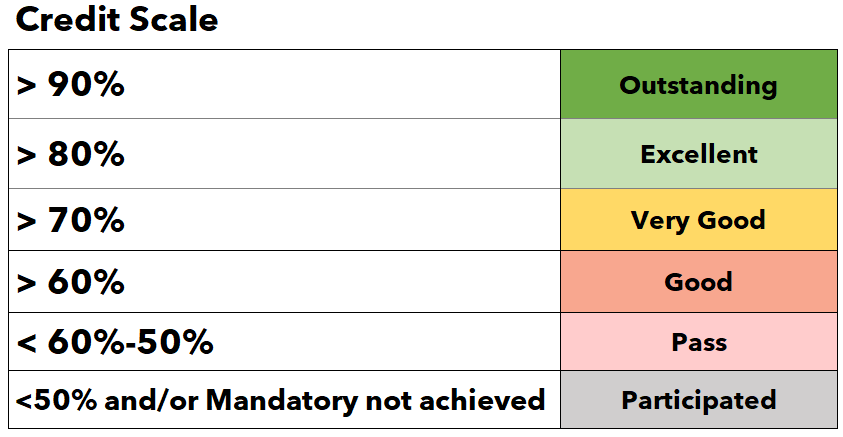 Credit Scale
> 90% Outstanding
> 80% Excellent
> 70% Very Good
> 60% Good
< 60%-50% Pass
<50% and/or Mandatory not achieved Participated